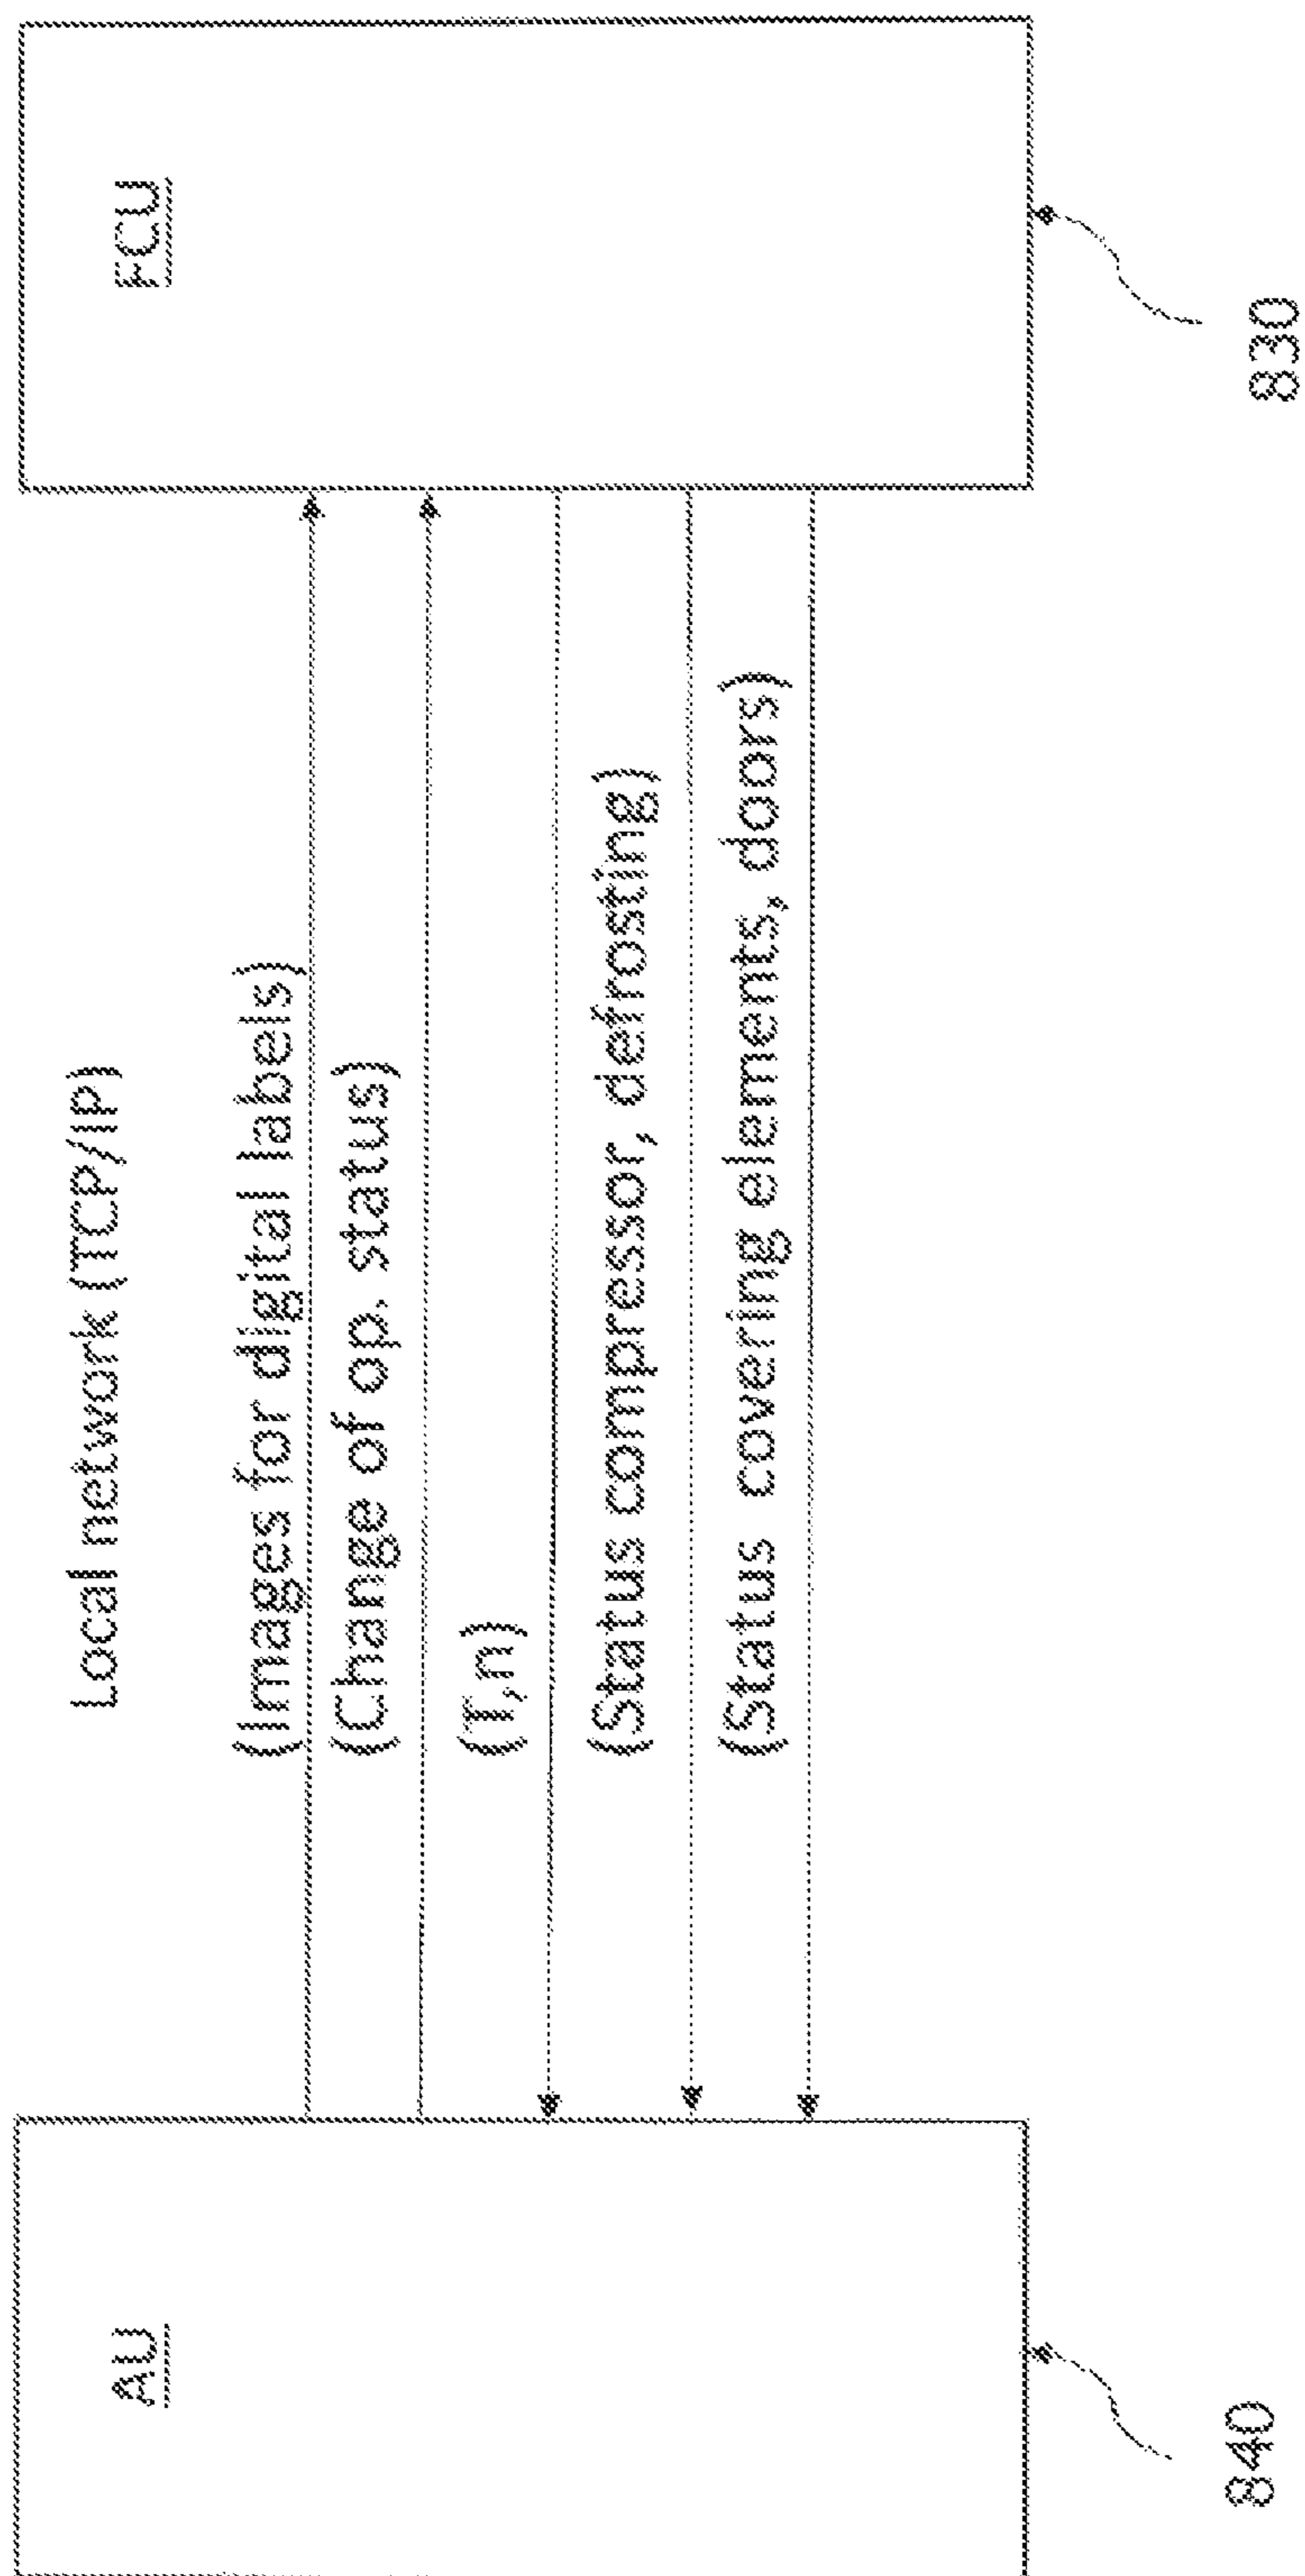 Local network (TCP/IP)
AU
FCU
(Images for digital labels)
(Change of op. status)
(T,n)
(Status compressor, defrosting)
(Status covering elements, doors)
840
830